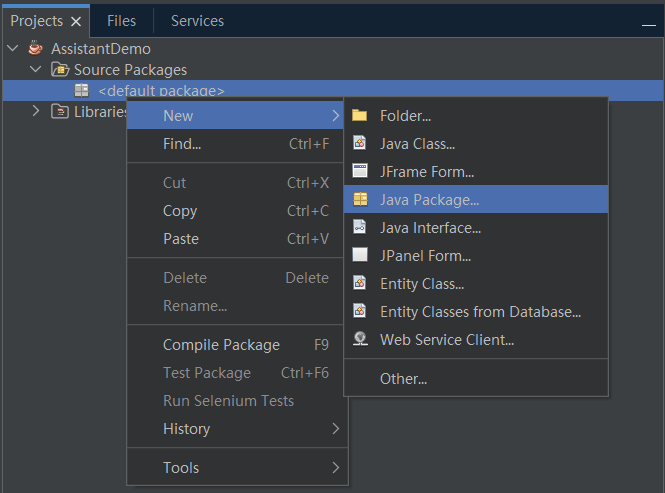 Projects Files Services
AssistantDemo
Source Packages
<default package>
Libraries
New
Find... Ctrl+F
Cut Ctrl+X
Copy Ctrl+C
Paste Ctrl+V
Delete Delete
Rename...
Compile Package F9
Test Package Ctrl+F6
Run Selenium Tests
History
Tools
Folder...
Java Class...
JFrame Form...
Java Package...
Java Interface...
JPanel Form...
Entity Class...
Entity Classes from Database...
Web Service Client...
Other...